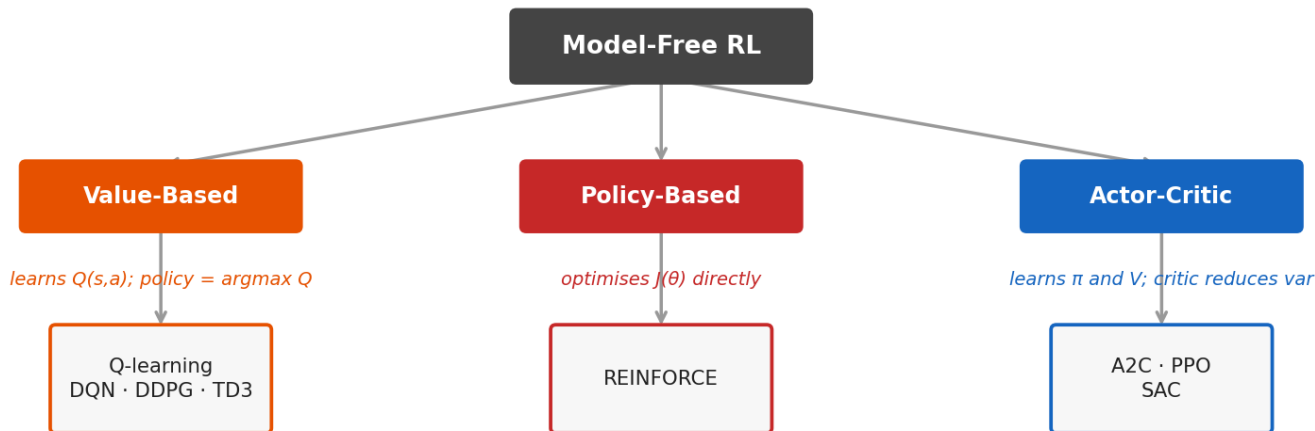 Model-Free RL
Value-Based
Policy-Based
Actor-Critic
learns Q(s,a); policy = argmax Q
optimises J(θ) directly
learns π and V; critic reduces var
Q-learning
DQN · DDPG · TD3
REINFORCE
A2C · PPO
SAC